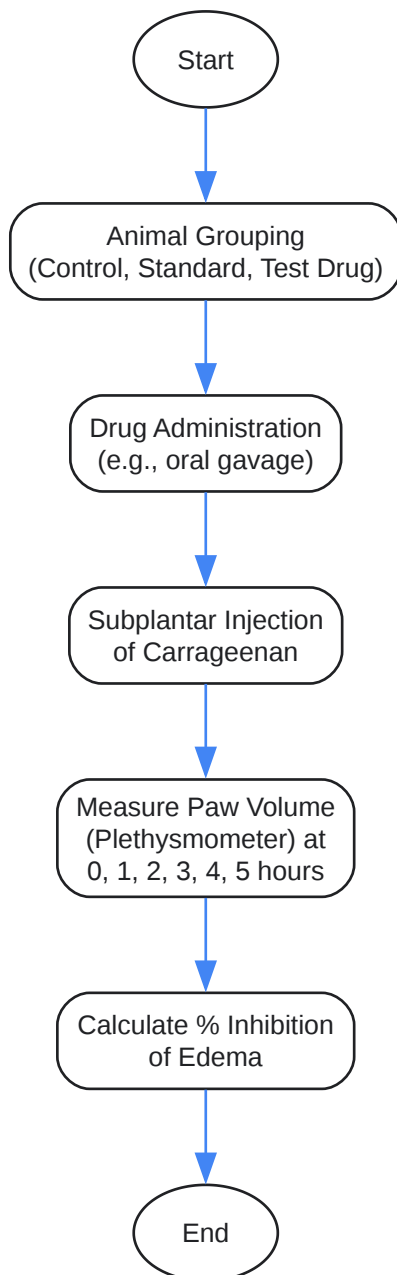 Start
Animal Grouping
(Control, Standard, Test Drug)
Drug Administration
(e.g., oral gavage)
Subplantar Injection
of Carrageenan
Measure Paw Volume
(Plethysmometer) at
0, 1, 2, 3, 4, 5 hours
Calculate % Inhibition
of Edema
End